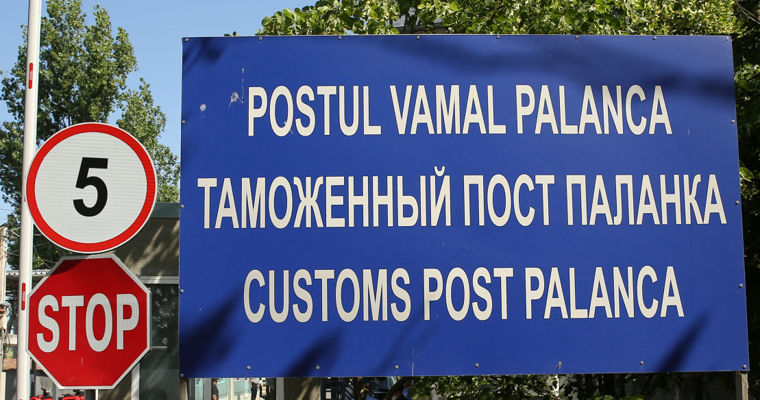 POSTUL VAMAL PALANCA
ТАМОЖЕННЫЙ ПОСТ ПАЛАНКА
CUSTOMS POST PALANCA
5
STOP